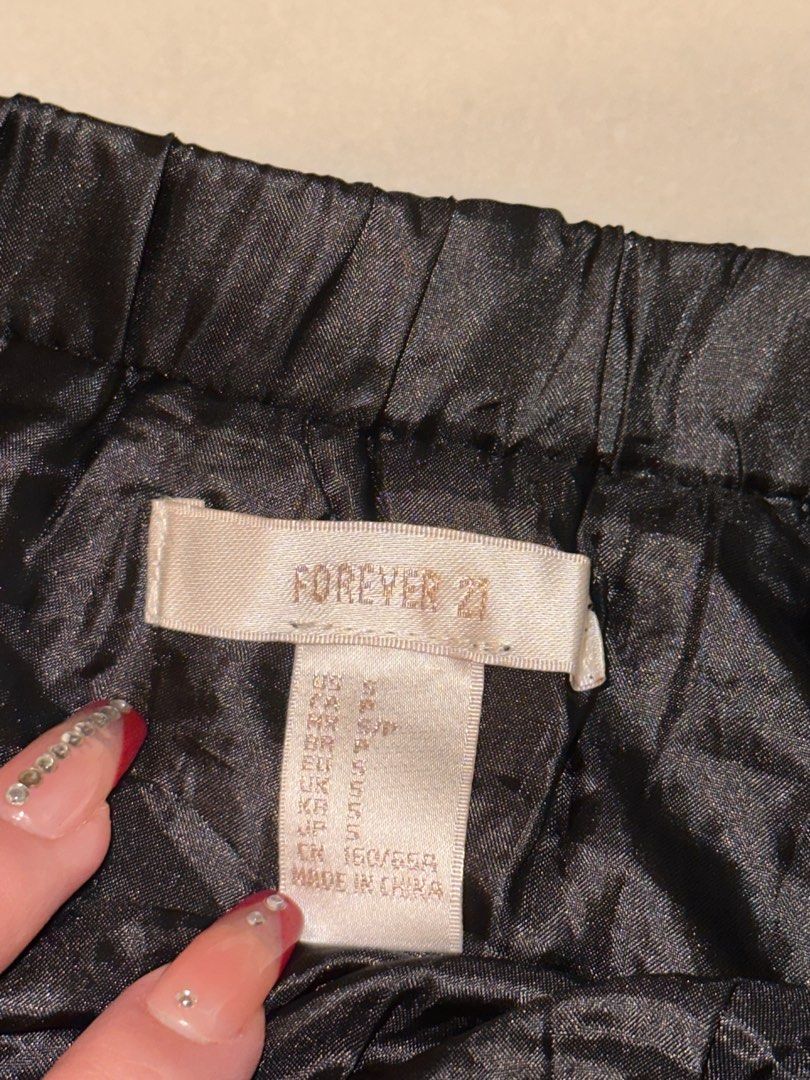 FOREVER 21
US S
CA P
MX S/P
BR P
EU S
UK S
KR S
JP S
CN 160/66A
MADE IN CHINA